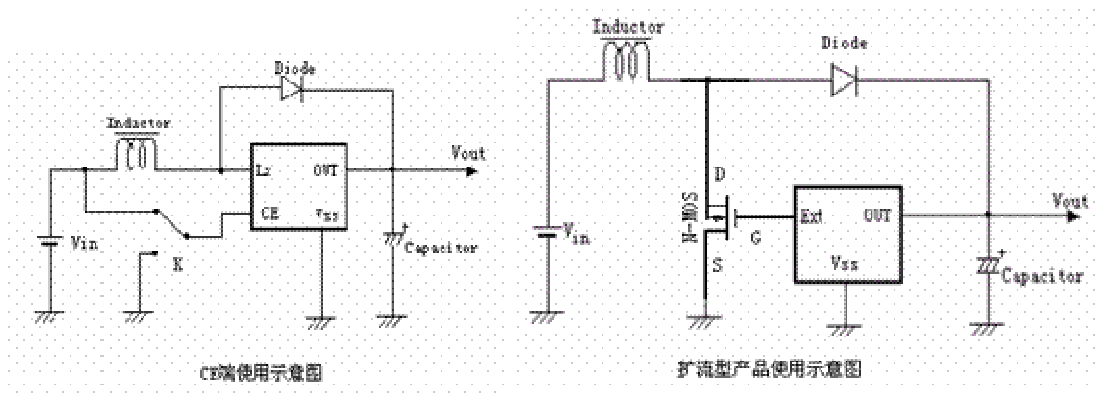 Diode
Inductor
Lx
OUT
Vout
CE
Vss
Vin
K
Capacitor
CE端使用示意图
Inductor
Diode
D
N-MOS
G
S
Ext
OUT
Vout
Vin
Vss
Capacitor
扩流型产品使用示意图